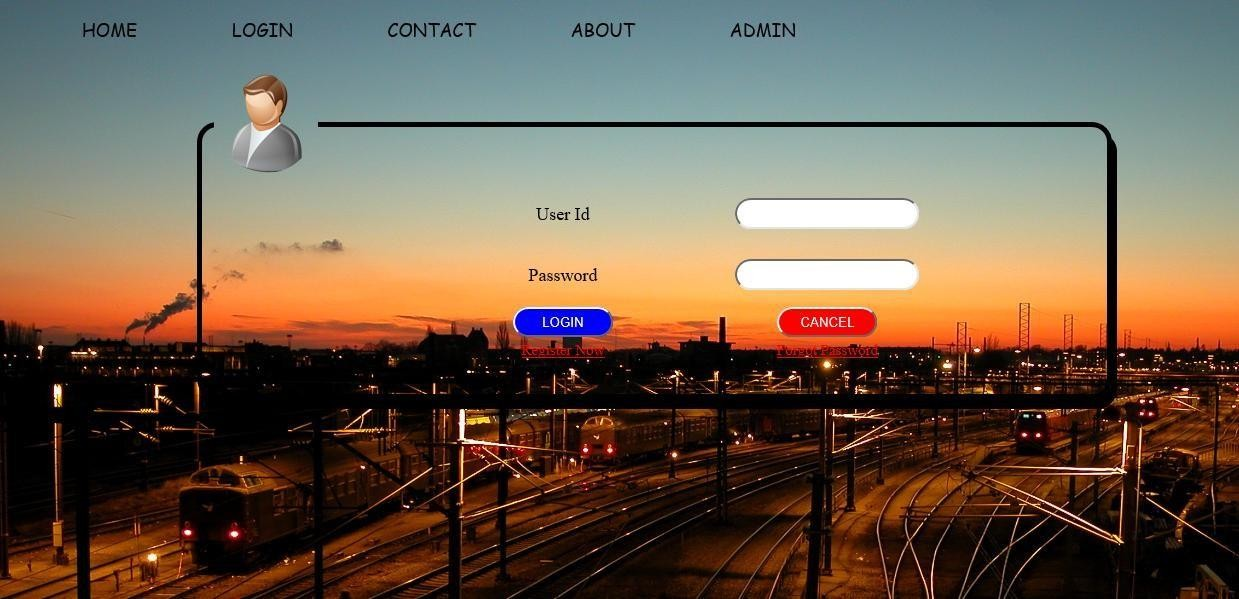 HOME LOGIN CONTACT ABOUT ADMIN
User Id
Password
LOGIN CANCEL
Register Now Forgot Password